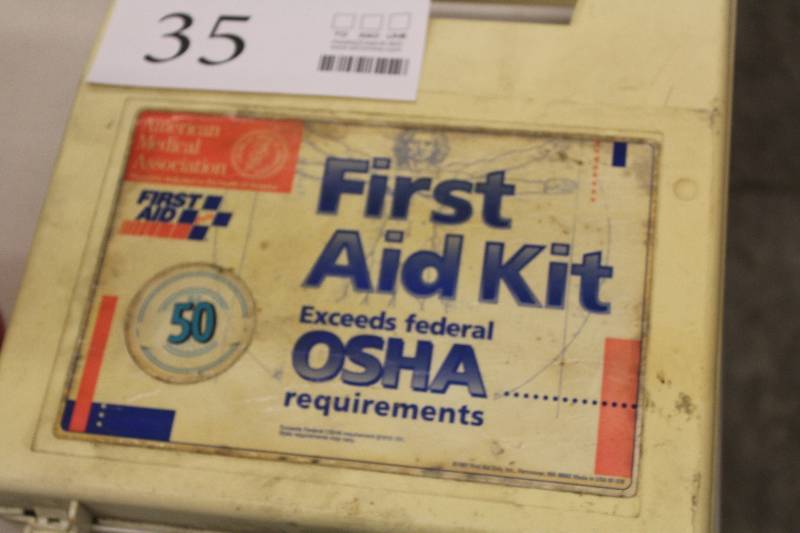 35
American
Medical
Association
FIRST
AID
First
Aid Kit
50
Exceeds federal
OSHA
requirements